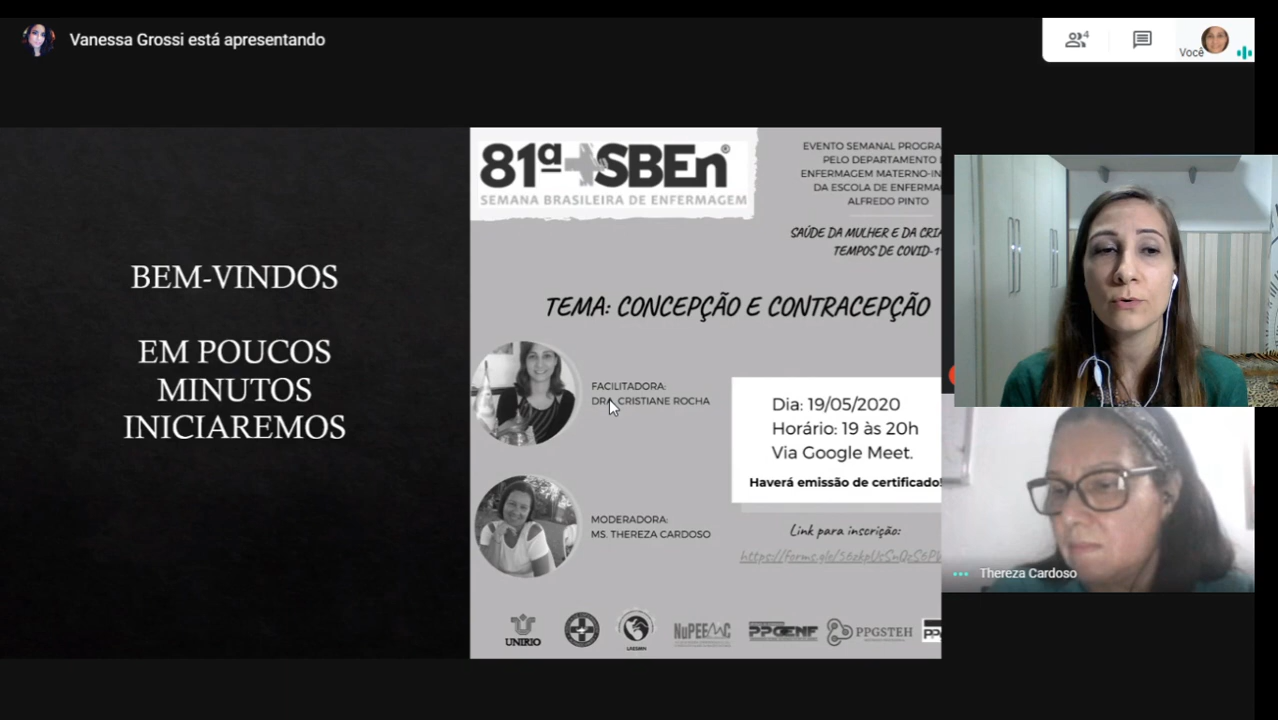 Vanessa Grossi está apresentando
4
Você
BEM-VINDOS
EM POUCOS
MINUTOS
INICIAREMOS
81ª SBEn®
SEMANA BRASILEIRA DE ENFERMAGEM
EVENTO SEMANAL PROGRA
PELO DEPARTAMENTO
ENFERMAGEM MATERNO-IN
DA ESCOLA DE ENFERMA
ALFREDO PINTO
SAÚDE DA MULHER E DA CRIA
TEMPOS DE COVID-1
TEMA: CONCEPÇÃO E CONTRACEPÇÃO
FACILITADORA:
DRA. CRISTIANE ROCHA
Dia: 19/05/2020
Horário: 19 às 20h
Via Google Meet.
Haverá emissão de certificado!
MODERADORA:
MS. THEREZA CARDOSO
Link para inscrição:
Thereza Cardoso
UNIRIO
NuPEEMC
PPGENF
PPGSTEH